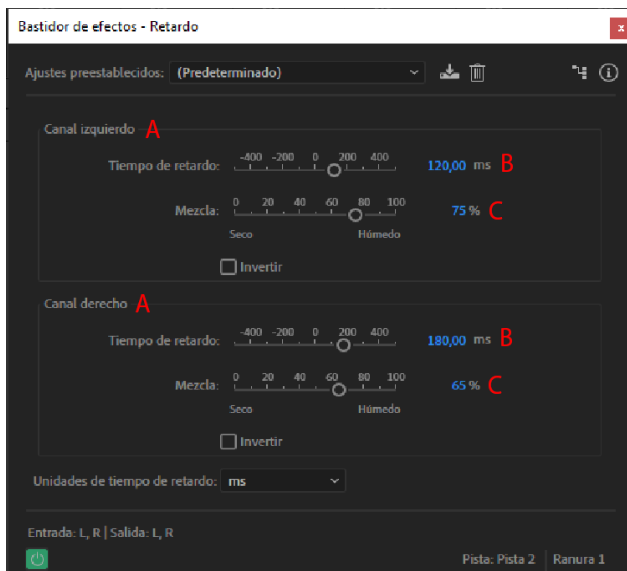 Bastidor de efectos - Retardo x
Ajustes preestablecidos: (Predeterminado)
Canal izquierdo A
-400 -200 0 200 400
Tiempo de retardo: 120,00 ms B
0 20 40 60 80 100
Mezcla: 75 % C
Seco Húmedo
Invertir
Canal derecho A
-400 -200 0 200 400
Tiempo de retardo: 180,00 ms B
0 20 40 60 80 100
Mezcla: 65 % C
Seco Húmedo
Invertir
Unidades de tiempo de retardo: ms
Entrada: L, R | Salida: L, R
Pista: Pista 2 Ranura 1